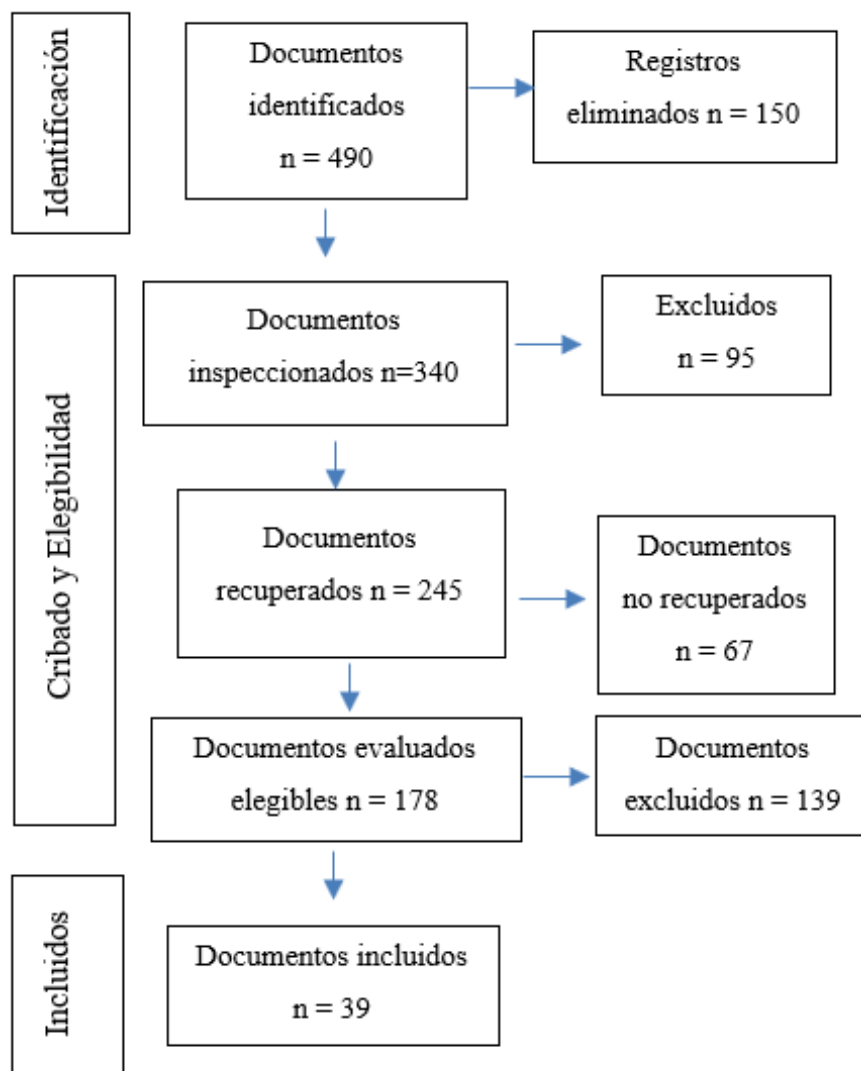 Identificación
Documentos
identificados
n = 490
Registros
eliminados n = 150
Cribado y Elegibilidad
Documentos
inspeccionados n=340
Excluidos
n = 95
Documentos
recuperados n = 245
Documentos
no recuperados
n = 67
Documentos evaluados
elegibles n = 178
Documentos
excluidos n = 139
Incluidos
Documentos incluidos
n = 39